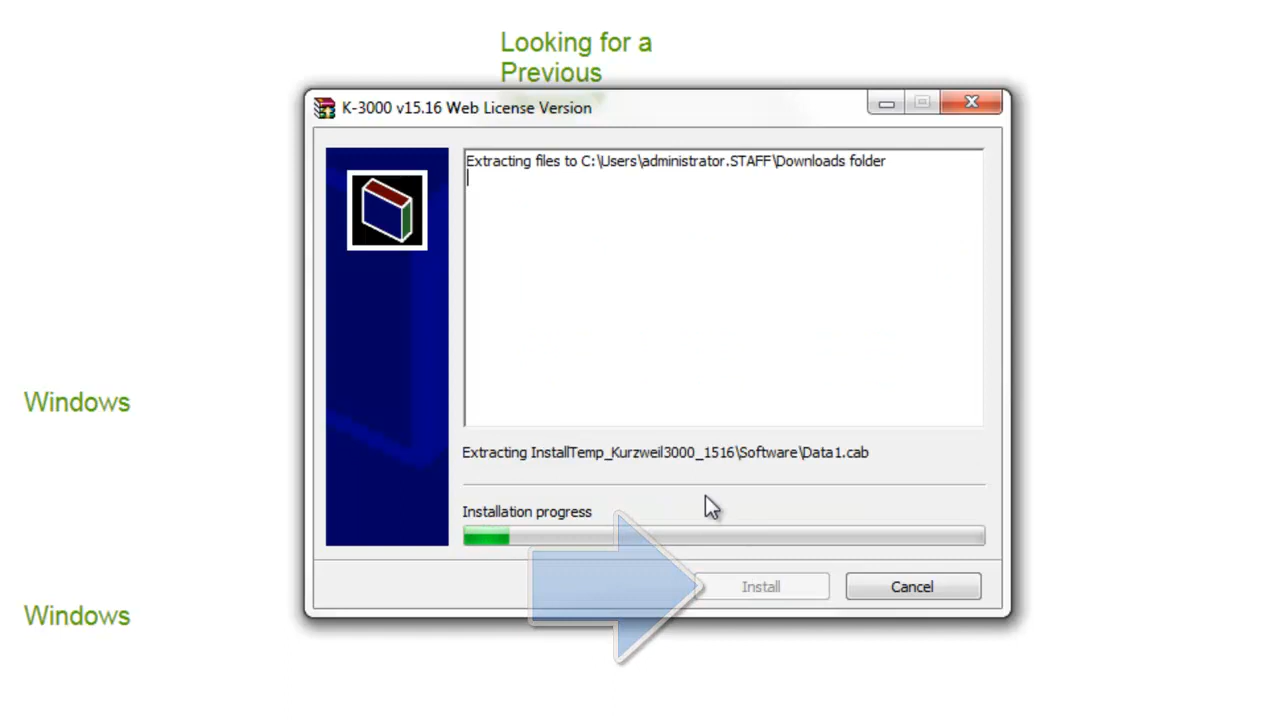 Looking for a
Previous
K-3000 v15.16 Web License Version
Extracting files to C:\Users\administrator.STAFF\Downloads folder
Windows
Extracting InstallTemp_Kurzweil3000_1516\Software\Data1.cab
Installation progress
Install
Cancel
Windows